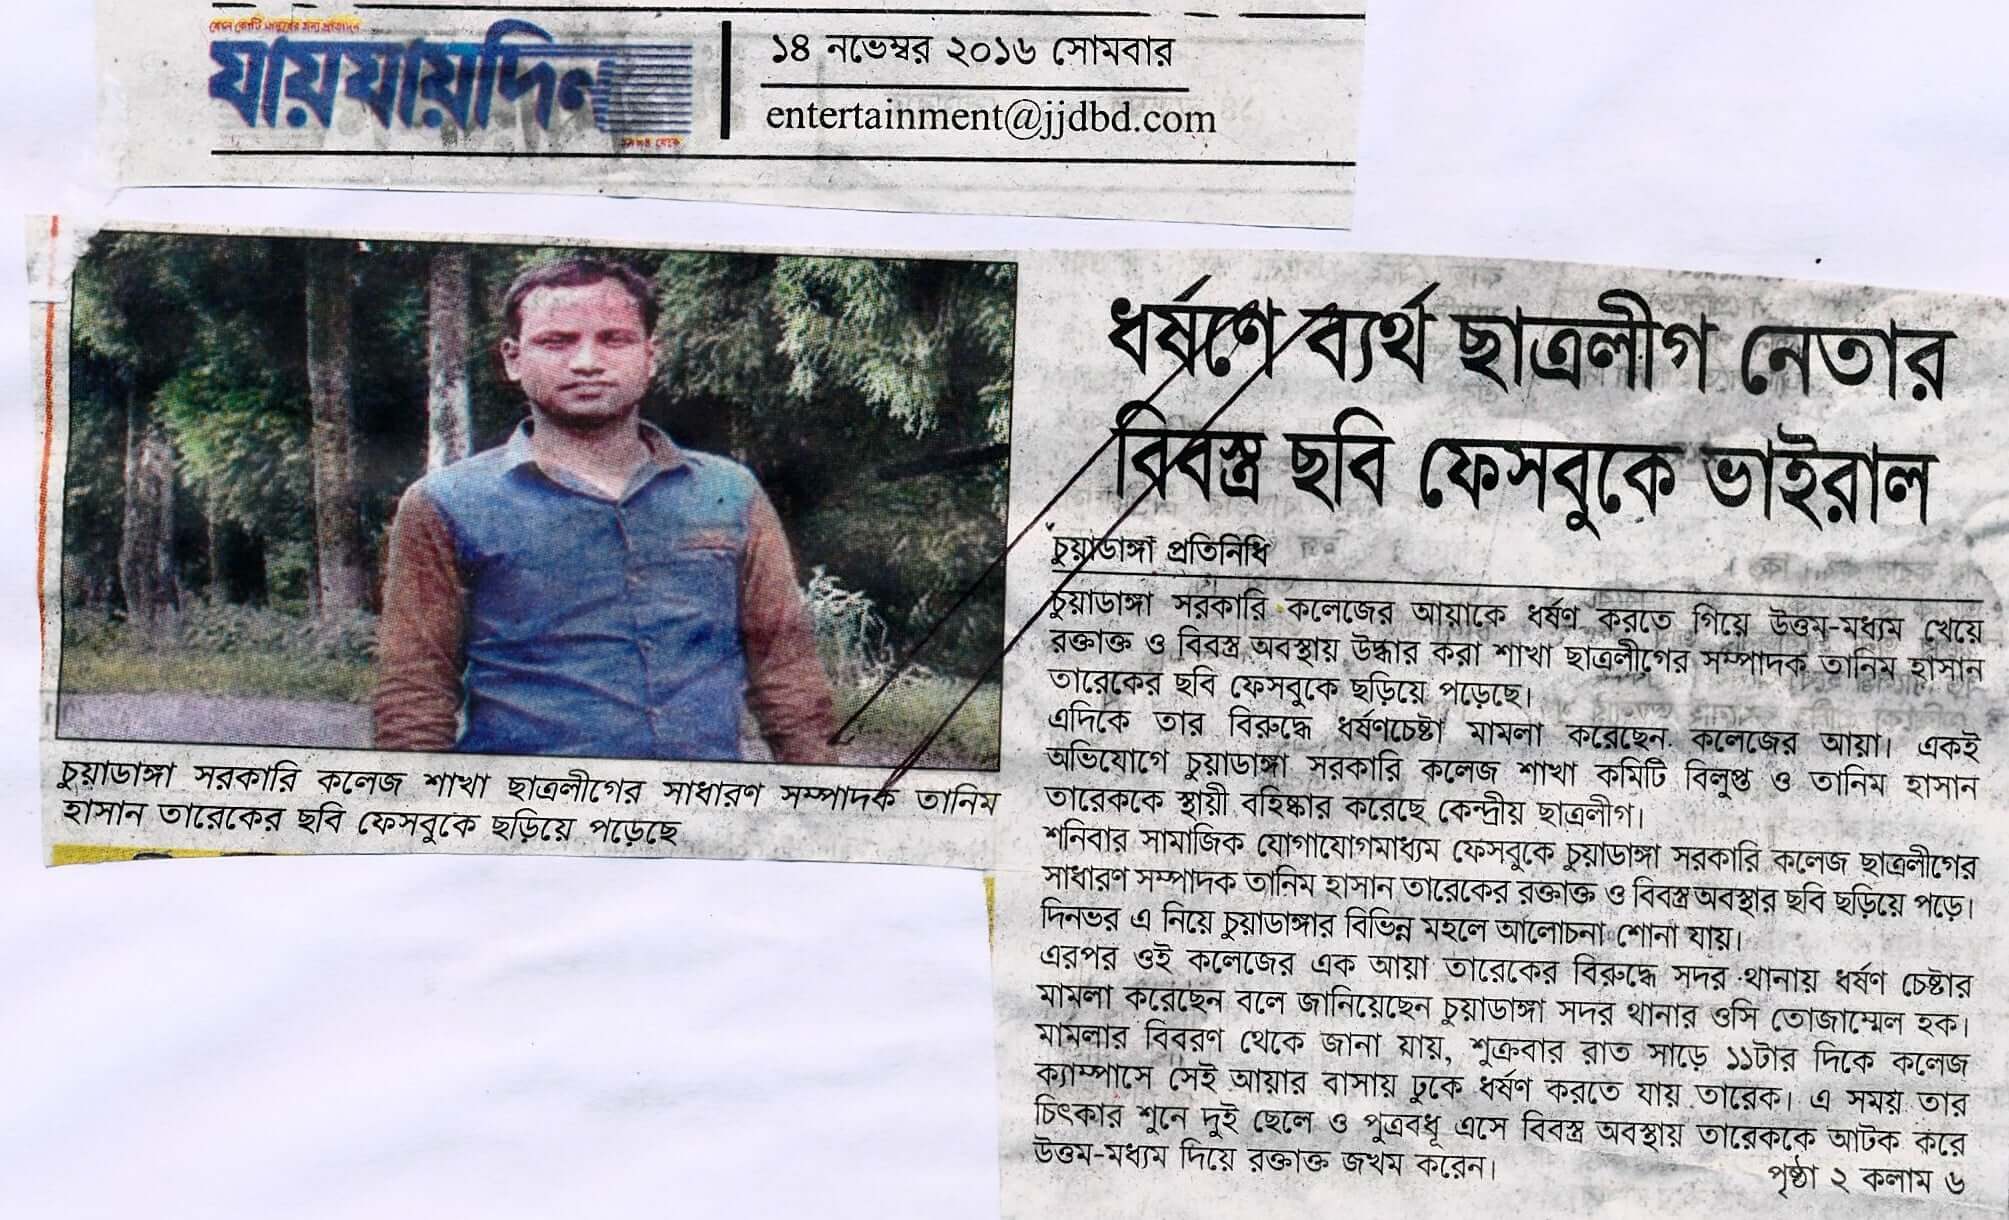 যায়যায়দিন
১৪ নভেম্বর ২০১৬ সোমবার
entertainment@jjdbd.com
ধর্ষণে ব্যর্থ ছাত্রলীগ নেতার
বিবস্ত্র ছবি ফেসবুকে ভাইরাল
চুয়াডাঙ্গা প্রতিনিধি
চুয়াডাঙ্গা সরকারি কলেজের আয়াকে ধর্ষণ করতে গিয়ে উত্তম-মধ্যম খেয়ে
রক্তাক্ত ও বিবস্ত্র অবস্থায় উদ্ধার করা শাখা ছাত্রলীগের সম্পাদক তানিম হাসান
তারেকের ছবি ফেসবুকে ছড়িয়ে পড়েছে।
এদিকে তার বিরুদ্ধে ধর্ষণচেষ্টা মামলা করেছেন কলেজের আয়া। একই
অভিযোগে চুয়াডাঙ্গা সরকারি কলেজ শাখা কমিটি বিলুপ্ত ও তানিম হাসান
তারেককে স্থায়ী বহিষ্কার করেছে কেন্দ্রীয় ছাত্রলীগ।
শনিবার সামাজিক যোগাযোগমাধ্যম ফেসবুকে চুয়াডাঙ্গা সরকারি কলেজ ছাত্রলীগের
সাধারণ সম্পাদক তানিম হাসান তারেকের রক্তাক্ত ও বিবস্ত্র অবস্থার ছবি ছড়িয়ে পড়ে।
দিনভর এ নিয়ে চুয়াডাঙ্গার বিভিন্ন মহলে আলোচনা শোনা যায়।
এরপর ওই কলেজের এক আয়া তারেকের বিরুদ্ধে সদর থানায় ধর্ষণ চেষ্টার
মামলা করেছেন বলে জানিয়েছেন চুয়াডাঙ্গা সদর থানার ওসি তোজাম্মেল হক।
মামলার বিবরণ থেকে জানা যায়, শুক্রবার রাত সাড়ে ১১টার দিকে কলেজ
ক্যাম্পাসে সেই আয়ার বাসায় ঢুকে ধর্ষণ করতে যায় তারেক। এ সময় তার
চিৎকার শুনে দুই ছেলে ও পুত্রবধূ এসে বিবস্ত্র অবস্থায় তারেককে আটক করে
উত্তম-মধ্যম দিয়ে রক্তাক্ত জখম করেন।
পৃষ্ঠা ২ কলাম ৬
চুয়াডাঙ্গা সরকারি কলেজ শাখা ছাত্রলীগের সাধারণ সম্পাদক তানিম
হাসান তারেকের ছবি ফেসবুকে ছড়িয়ে পড়েছে